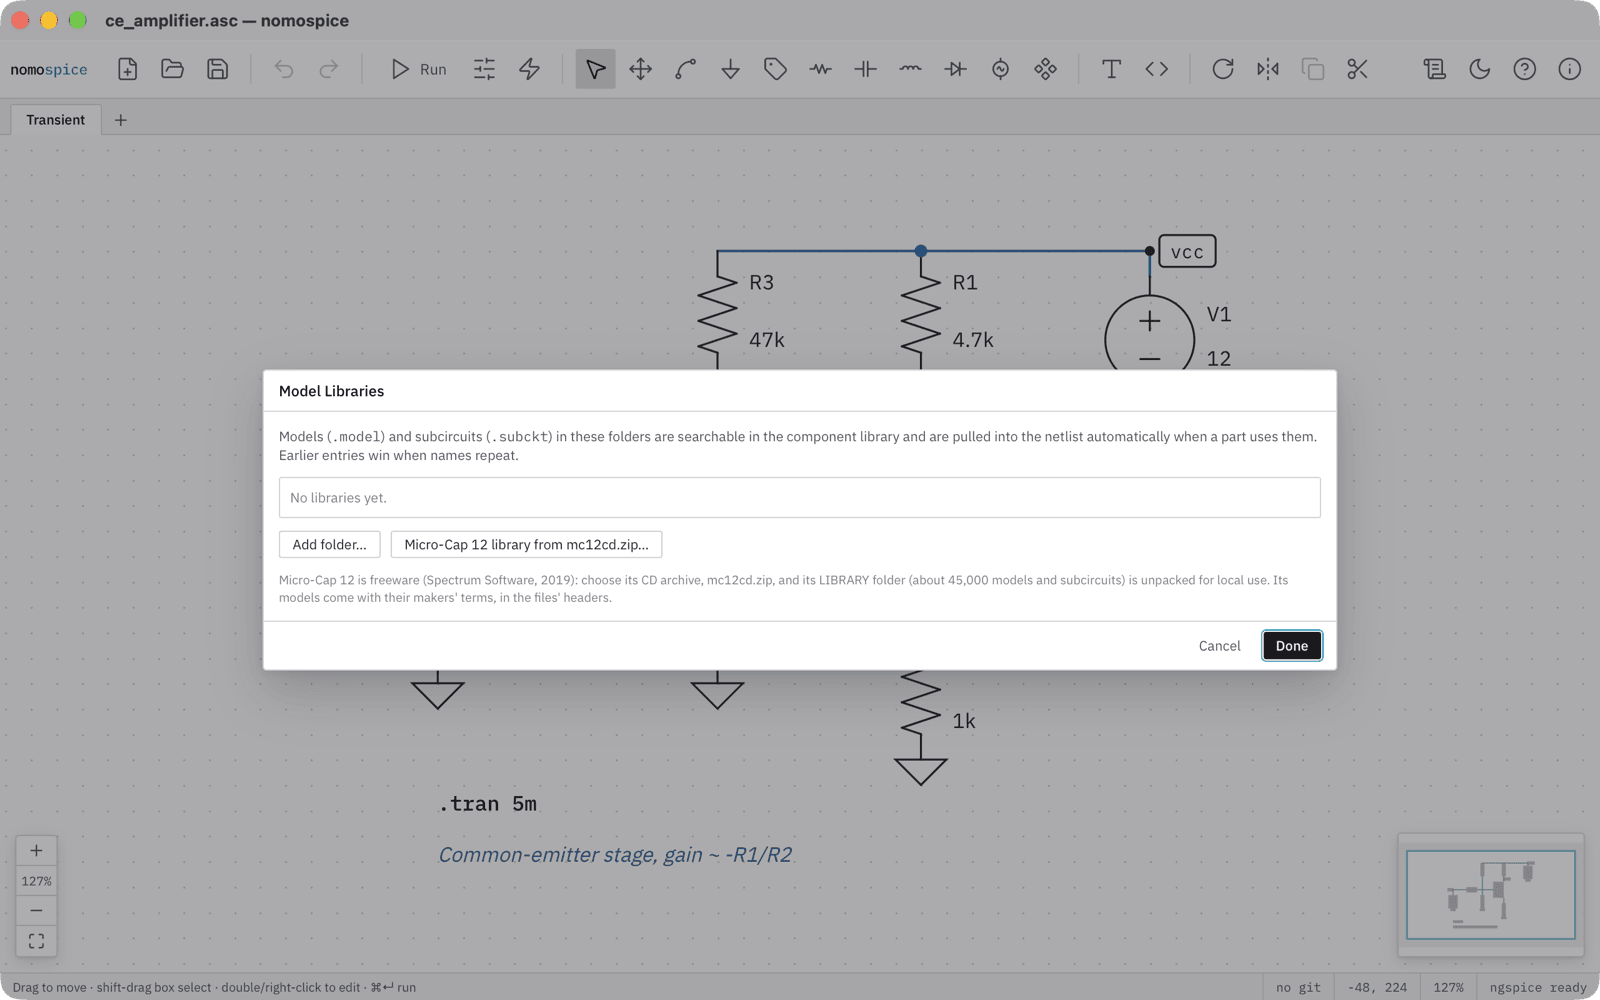 ce_amplifier.asc — nomospice
nomospice
Run
Transient
vcc
R3
R1
V1
47k
4.7k
12
Model Libraries
Models (.model) and subcircuits (.subckt) in these folders are searchable in the component library and are pulled into the netlist automatically when a part uses them.
Earlier entries win when names repeat.
No libraries yet.
Add folder...
Micro-Cap 12 library from mc12cd.zip...
Micro-Cap 12 is freeware (Spectrum Software, 2019): choose its CD archive, mc12cd.zip, and its LIBRARY folder (about 45,000 models and subcircuits) is unpacked for local use. Its
models come with their makers' terms, in the files' headers.
Cancel
Done
1k
.tran 5m
Common-emitter stage, gain ~ -R1/R2
127%
Drag to move · shift-drag box select · double/right-click to edit · ⌘↵ run
no git
-48, 224
127%
ngspice ready